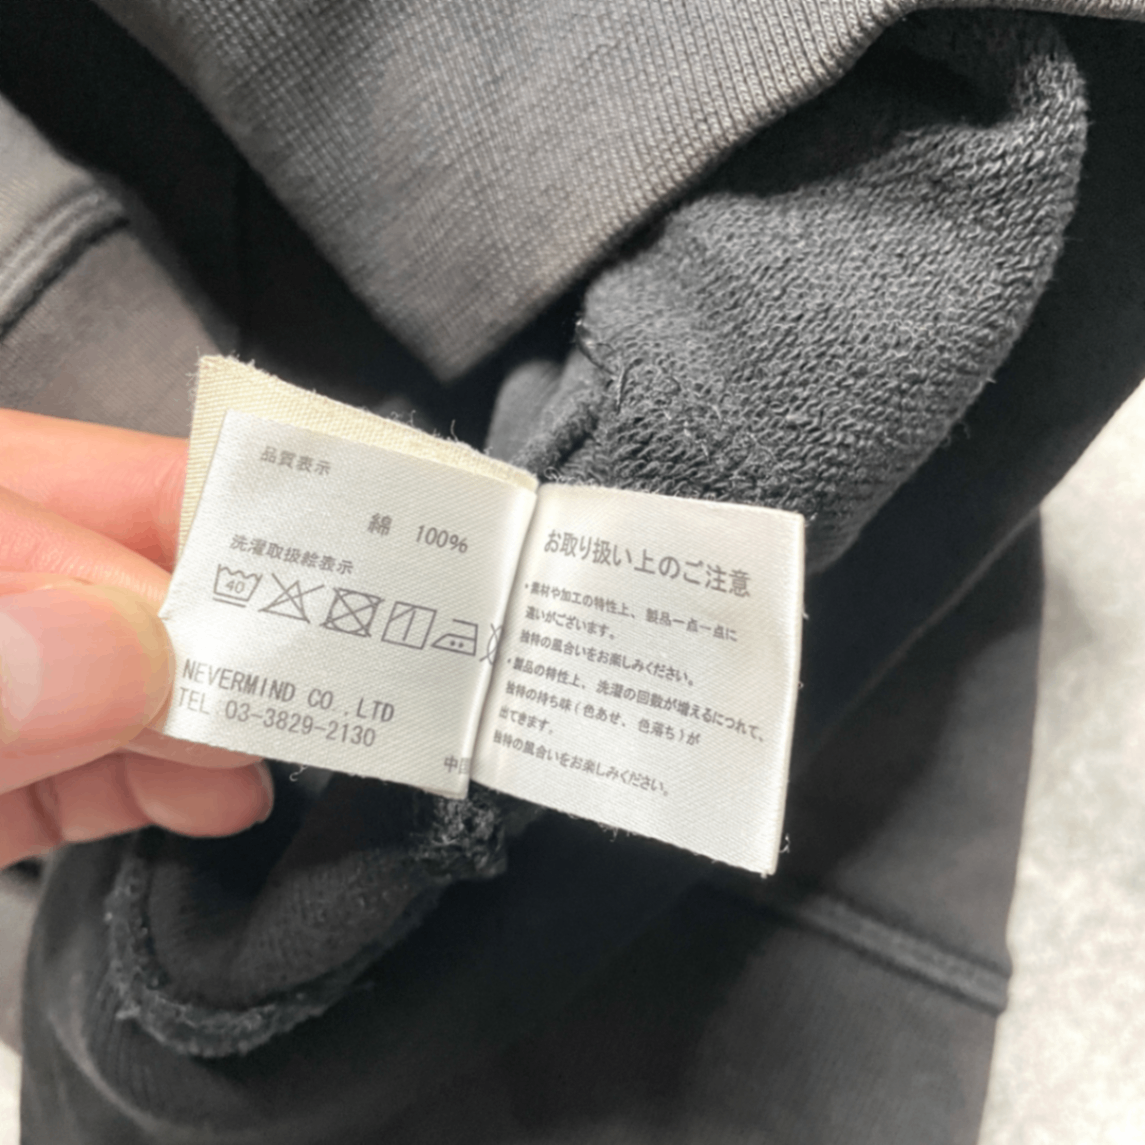 品質表示
綿 100%
洗濯取扱絵表示
40
NEVERMIND CO.,LTD
TEL:03-3829-2130
中国
お取り扱い上のご注意
・素材や加工の特性上、製品一点一点に
違いがございます。
独特の風合いをお楽しみください。
・製品の特性上、洗濯の回数が増えるにつれて、
独特の持ち味(色あせ、色落ち)が
出てきます。
独特の風合いをお楽しみください。